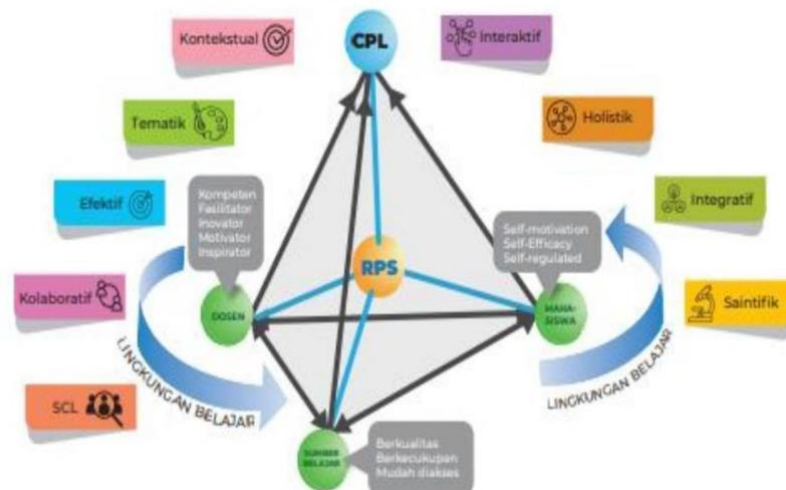 Kontekstual
CPL
Interaktif
Tematik
Holistik
Efektif
Kompeten
Fasilitator
Inovator
Motivator
Inspirator
Self-motivation
Self-Efficacy
Self-regulated
Integratif
Kolaboratif
RPS
DOSEN
MAHA-
SISWA
Saintifik
LINGKUNGAN BELAJAR
LINGKUNGAN BELAJAR
SCL
SUMBER
BELAJAR
Berkualitas
Berkecukupan
Mudah diakses